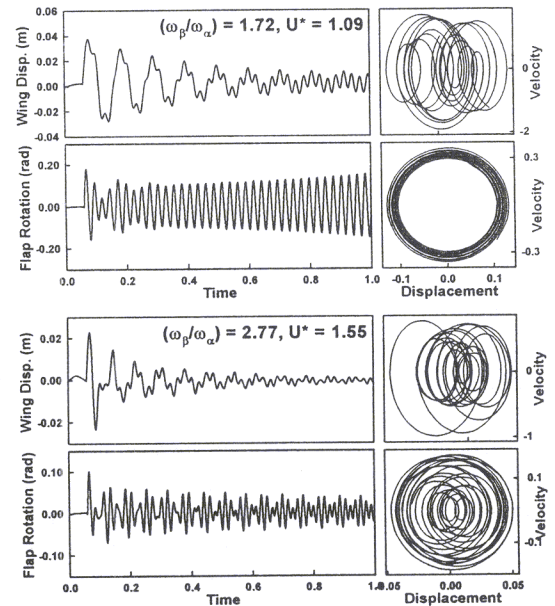 (ωβ/ωα) = 1.72, U* = 1.09
Wing Disp. (m)
0.06
0.04
0.02
0.00
0.02
0.04
Velocity
0
-2
Flap Rotation (rad)
0.20
0.00
-0.20
Velocity
0.3
-0.3
0.0 0.2 0.4 0.6 0.8 1.0
Time
-0.1 0.0 0.1
Displacement
(ωβ/ωα) = 2.77, U* = 1.55
Wing Disp. (m)
0.02
0.00
-0.02
Velocity
0
-1
Flap Rotation (rad)
0.10
0.00
-0.10
Velocity
0.1
-0.1
0.0 0.2 0.4 0.6 0.8
Time
0.05 0.00 0.05
Displacement